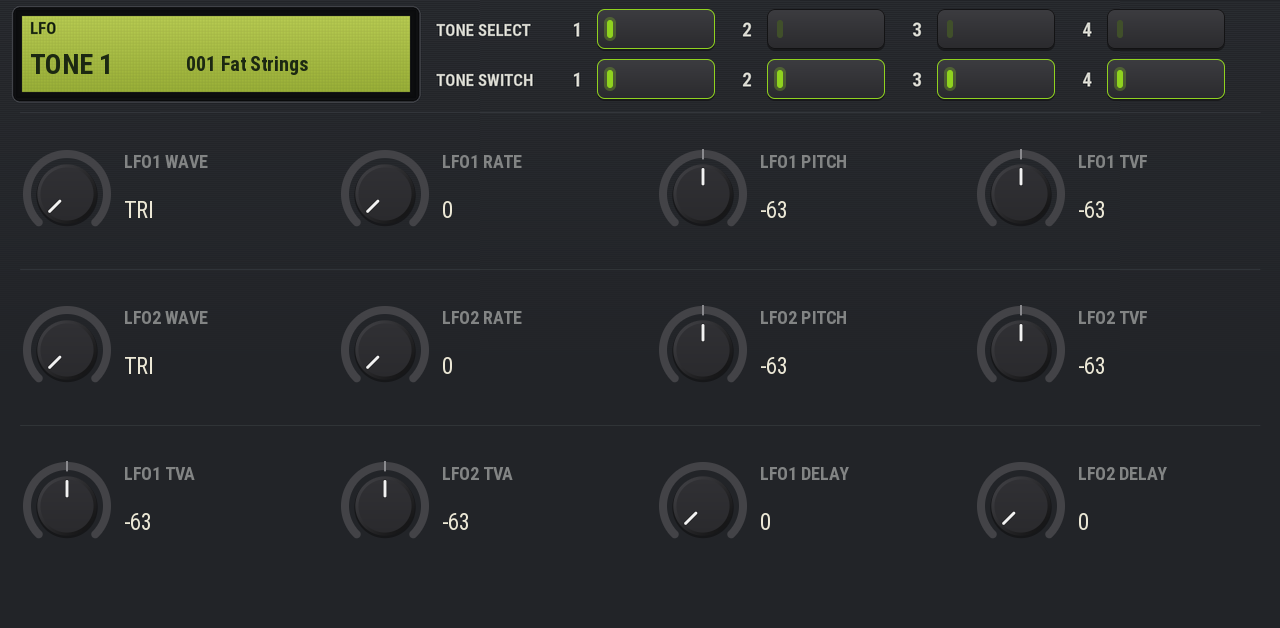 LFO
TONE 1 001 Fat Strings
TONE SELECT 1 2 3 4
TONE SWITCH 1 2 3 4
LFO1 WAVE LFO1 RATE LFO1 PITCH LFO1 TVF
TRI 0 -63 -63
LFO2 WAVE LFO2 RATE LFO2 PITCH LFO2 TVF
TRI 0 -63 -63
LFO1 TVA LFO2 TVA LFO1 DELAY LFO2 DELAY
-63 -63 0 0